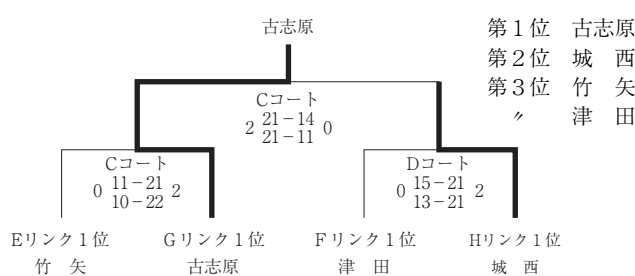 古志原
第1位　古志原
第2位　城　西
第3位　竹　矢
〃　津　田
Cコート
2 21-14 0
21-11
Cコート
0 11-21 2
10-22
Dコート
0 15-21 2
13-21
Eリンク1位
竹　矢
Gリンク1位
古志原
Fリンク1位
津　田
Hリンク1位
城　西